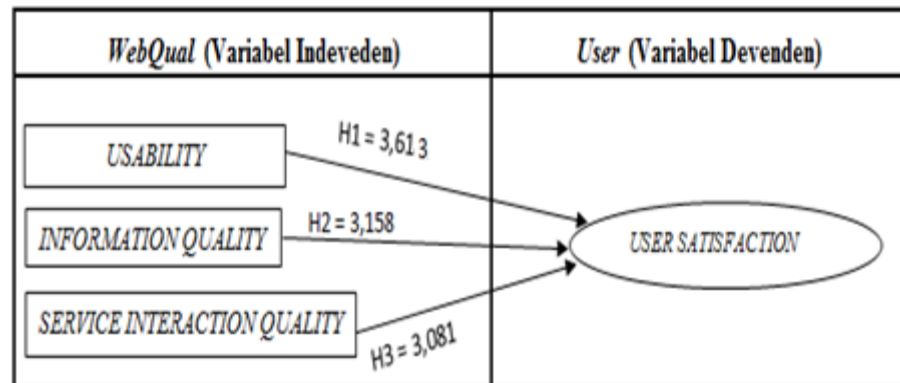 WebQual (Variabel Indeveden)
User (Variabel Devenden)
USABILITY
H1 = 3,613
INFORMATION QUALITY
H2 = 3,158
USER SATISFACTION
SERVICE INTERACTION QUALITY
H3 = 3,081